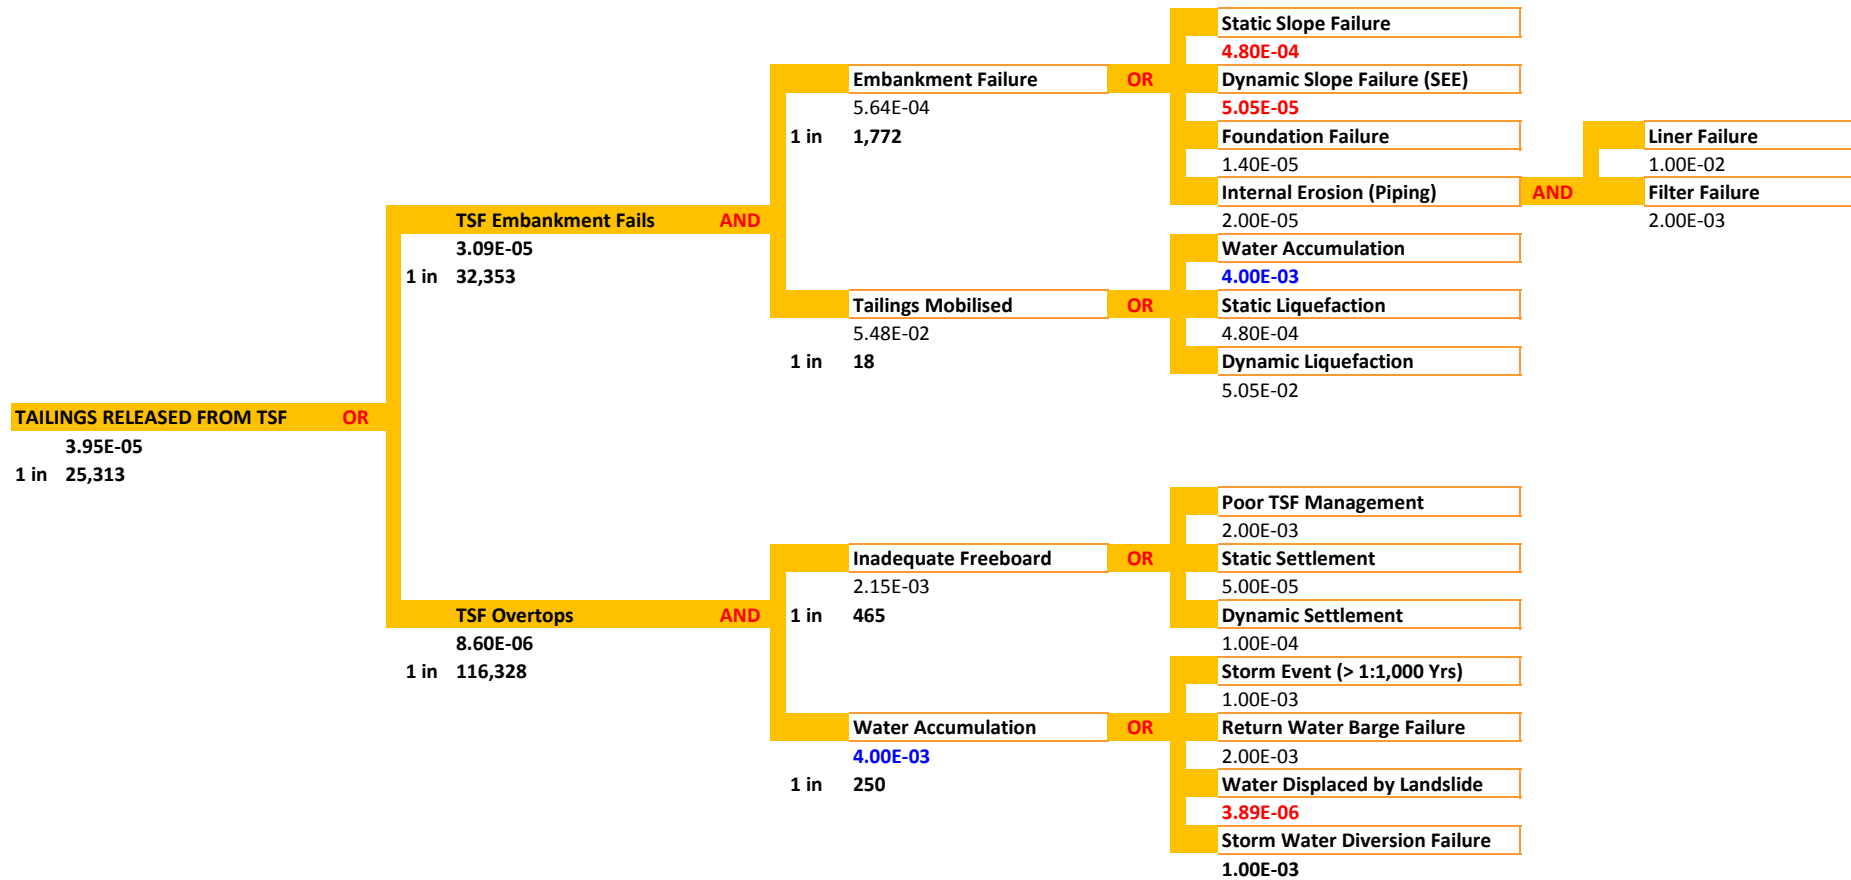 Static Slope Failure
4.80E-04
Embankment Failure OR Dynamic Slope Failure (SEE)
5.64E-04 5.05E-05
1 in 1,772 Foundation Failure Liner Failure
1.40E-05 1.00E-02
Internal Erosion (Piping) AND Filter Failure
TSF Embankment Fails AND 2.00E-05 2.00E-03
3.09E-05 Water Accumulation
1 in 32,353 4.00E-03
Tailings Mobilised OR Static Liquefaction
5.48E-02 4.80E-04
1 in 18 Dynamic Liquefaction
5.05E-02
TAILINGS RELEASED FROM TSF OR
3.95E-05
1 in 25,313
Poor TSF Management
2.00E-03
Inadequate Freeboard OR Static Settlement
2.15E-03 5.00E-05
TSF Overtops AND 1 in 465 Dynamic Settlement
8.60E-06 1.00E-04
1 in 116,328 Storm Event (> 1:1,000 Yrs)
1.00E-03
Water Accumulation OR Return Water Barge Failure
4.00E-03 2.00E-03
1 in 250 Water Displaced by Landslide
3.89E-06
Storm Water Diversion Failure
1.00E-03